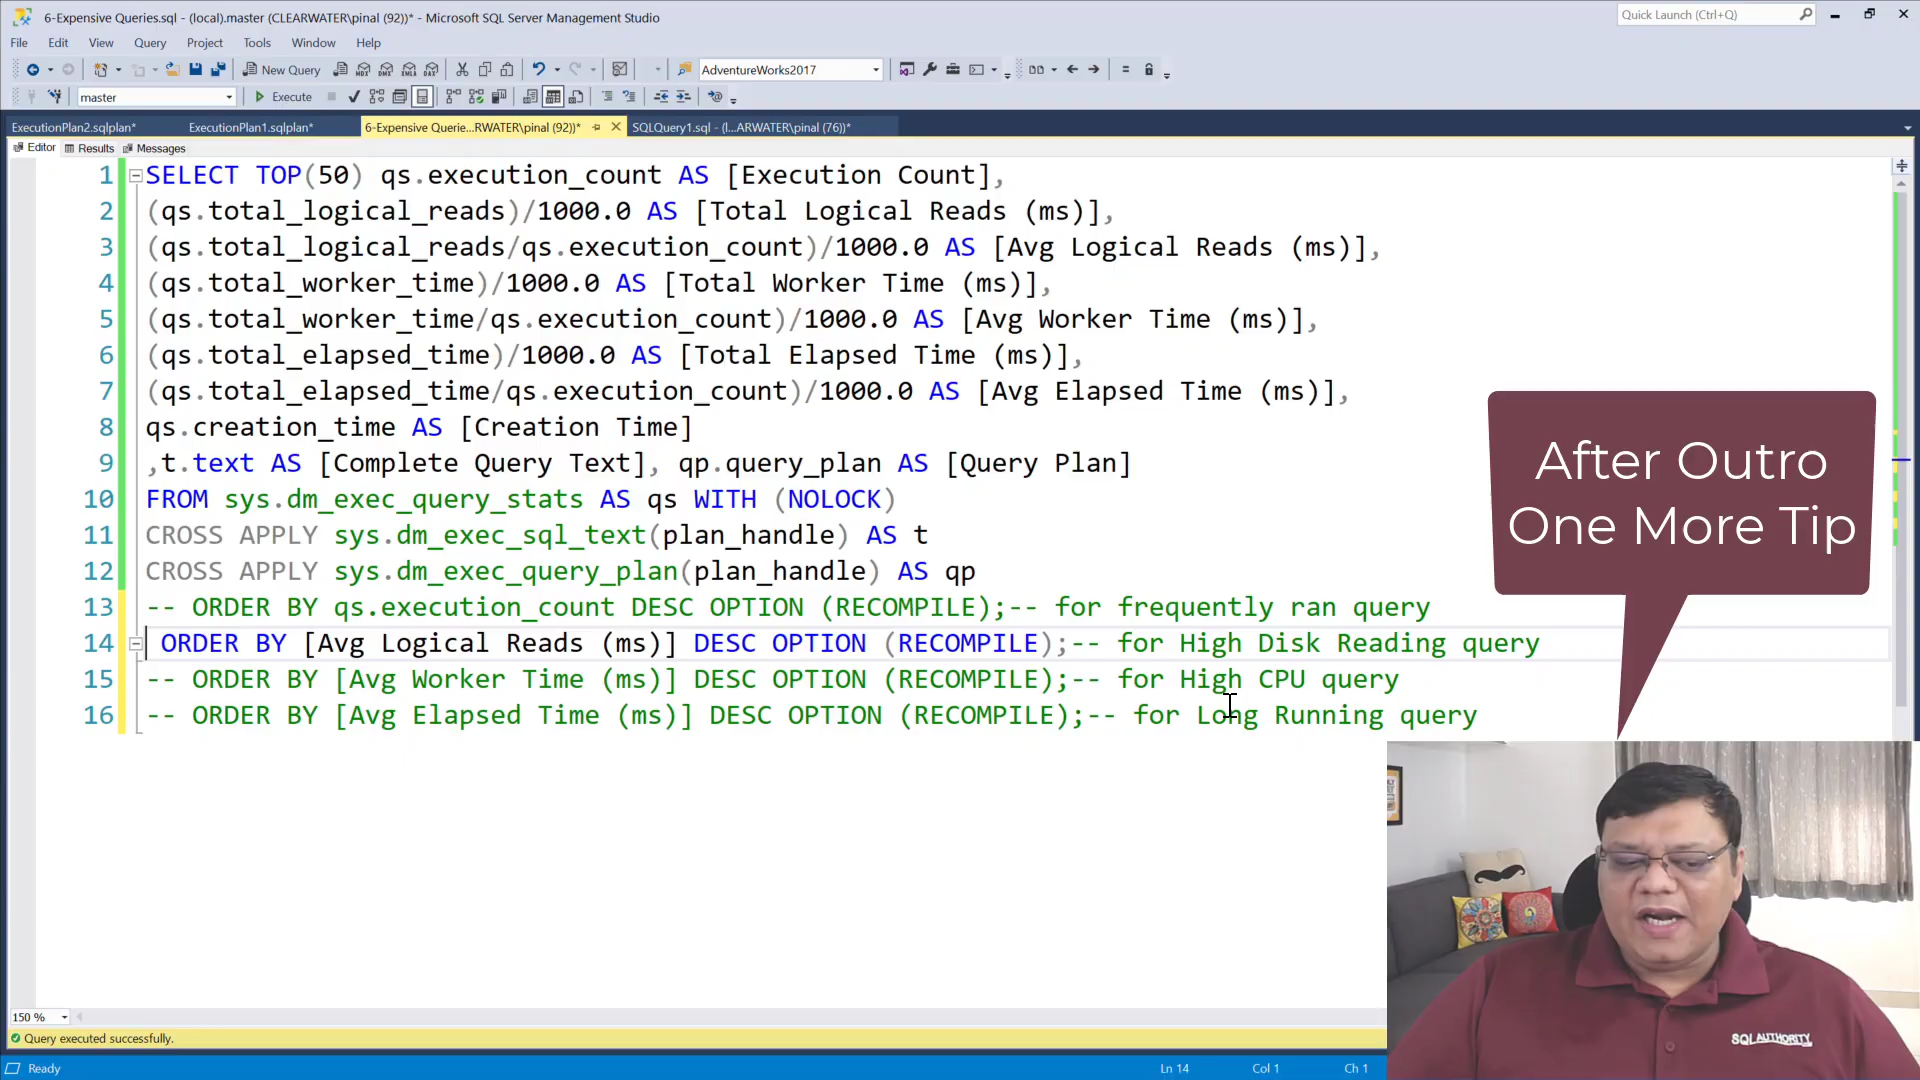 6-Expensive Queries.sql - (local).master (CLEARWATER\pinal (92))* - Microsoft SQL Server Management Studio
Quick Launch (Ctrl+Q)
File Edit View Query Project Tools Window Help
New Query
MDX DMX XMLA DAX
AdventureWorks2017
master
Execute
ExecutionPlan2.sqlplan*
ExecutionPlan1.sqlplan*
6-Expensive Querie...RWATER\pinal (92))*
SQLQuery1.sql - (l...ARWATER\pinal (76))*
Editor Results Messages
1 SELECT TOP(50) qs.execution_count AS [Execution Count],
2 (qs.total_logical_reads)/1000.0 AS [Total Logical Reads (ms)],
3 (qs.total_logical_reads/qs.execution_count)/1000.0 AS [Avg Logical Reads (ms)],
4 (qs.total_worker_time)/1000.0 AS [Total Worker Time (ms)],
5 (qs.total_worker_time/qs.execution_count)/1000.0 AS [Avg Worker Time (ms)],
6 (qs.total_elapsed_time)/1000.0 AS [Total Elapsed Time (ms)],
7 (qs.total_elapsed_time/qs.execution_count)/1000.0 AS [Avg Elapsed Time (ms)],
8 qs.creation_time AS [Creation Time]
9 ,t.text AS [Complete Query Text], qp.query_plan AS [Query Plan]
10 FROM sys.dm_exec_query_stats AS qs WITH (NOLOCK)
11 CROSS APPLY sys.dm_exec_sql_text(plan_handle) AS t
12 CROSS APPLY sys.dm_exec_query_plan(plan_handle) AS qp
13 -- ORDER BY qs.execution_count DESC OPTION (RECOMPILE);-- for frequently ran query
14 ORDER BY [Avg Logical Reads (ms)] DESC OPTION (RECOMPILE);-- for High Disk Reading query
15 -- ORDER BY [Avg Worker Time (ms)] DESC OPTION (RECOMPILE);-- for High CPU query
16 -- ORDER BY [Avg Elapsed Time (ms)] DESC OPTION (RECOMPILE);-- for Long Running query
After Outro
One More Tip
SQLAUTHORITY
150 %
Query executed successfully.
Ready
Ln 14
Col 1
Ch 1